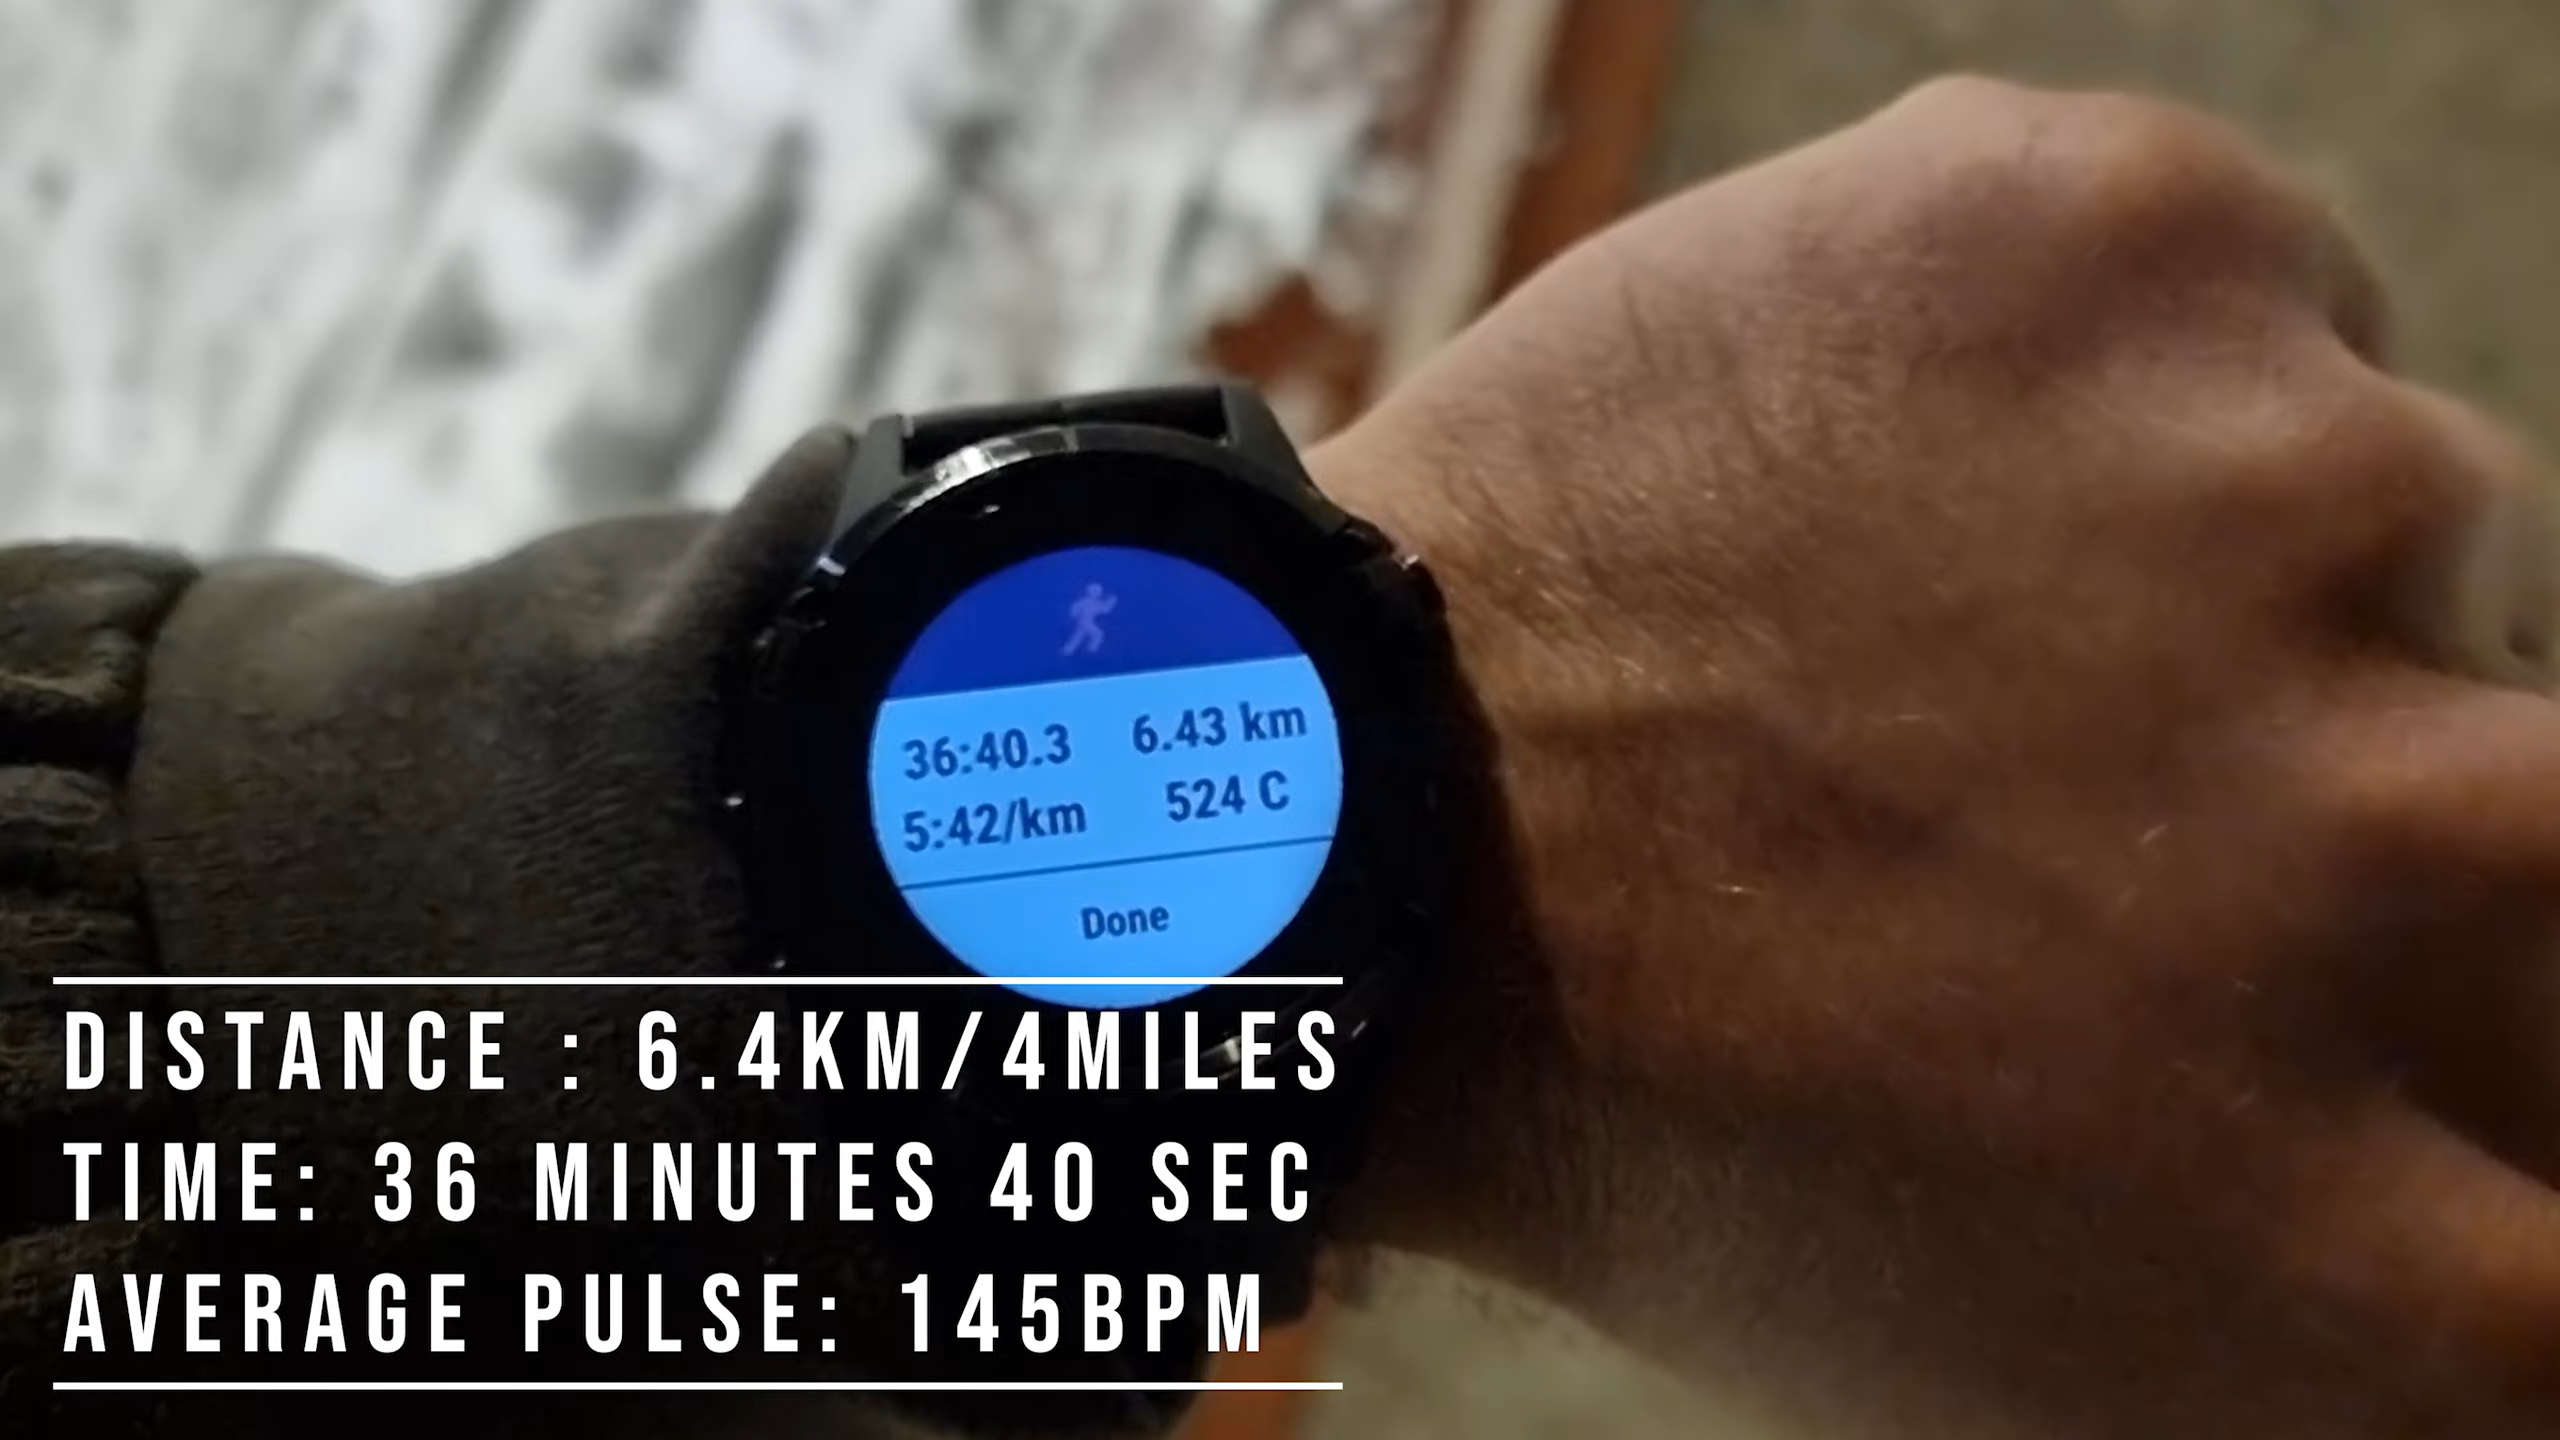 36:40.3 6.43 km
5:42/km 524 C
Done
DISTANCE : 6.4KM/4MILES
TIME: 36 MINUTES 40 SEC
AVERAGE PULSE: 145BPM